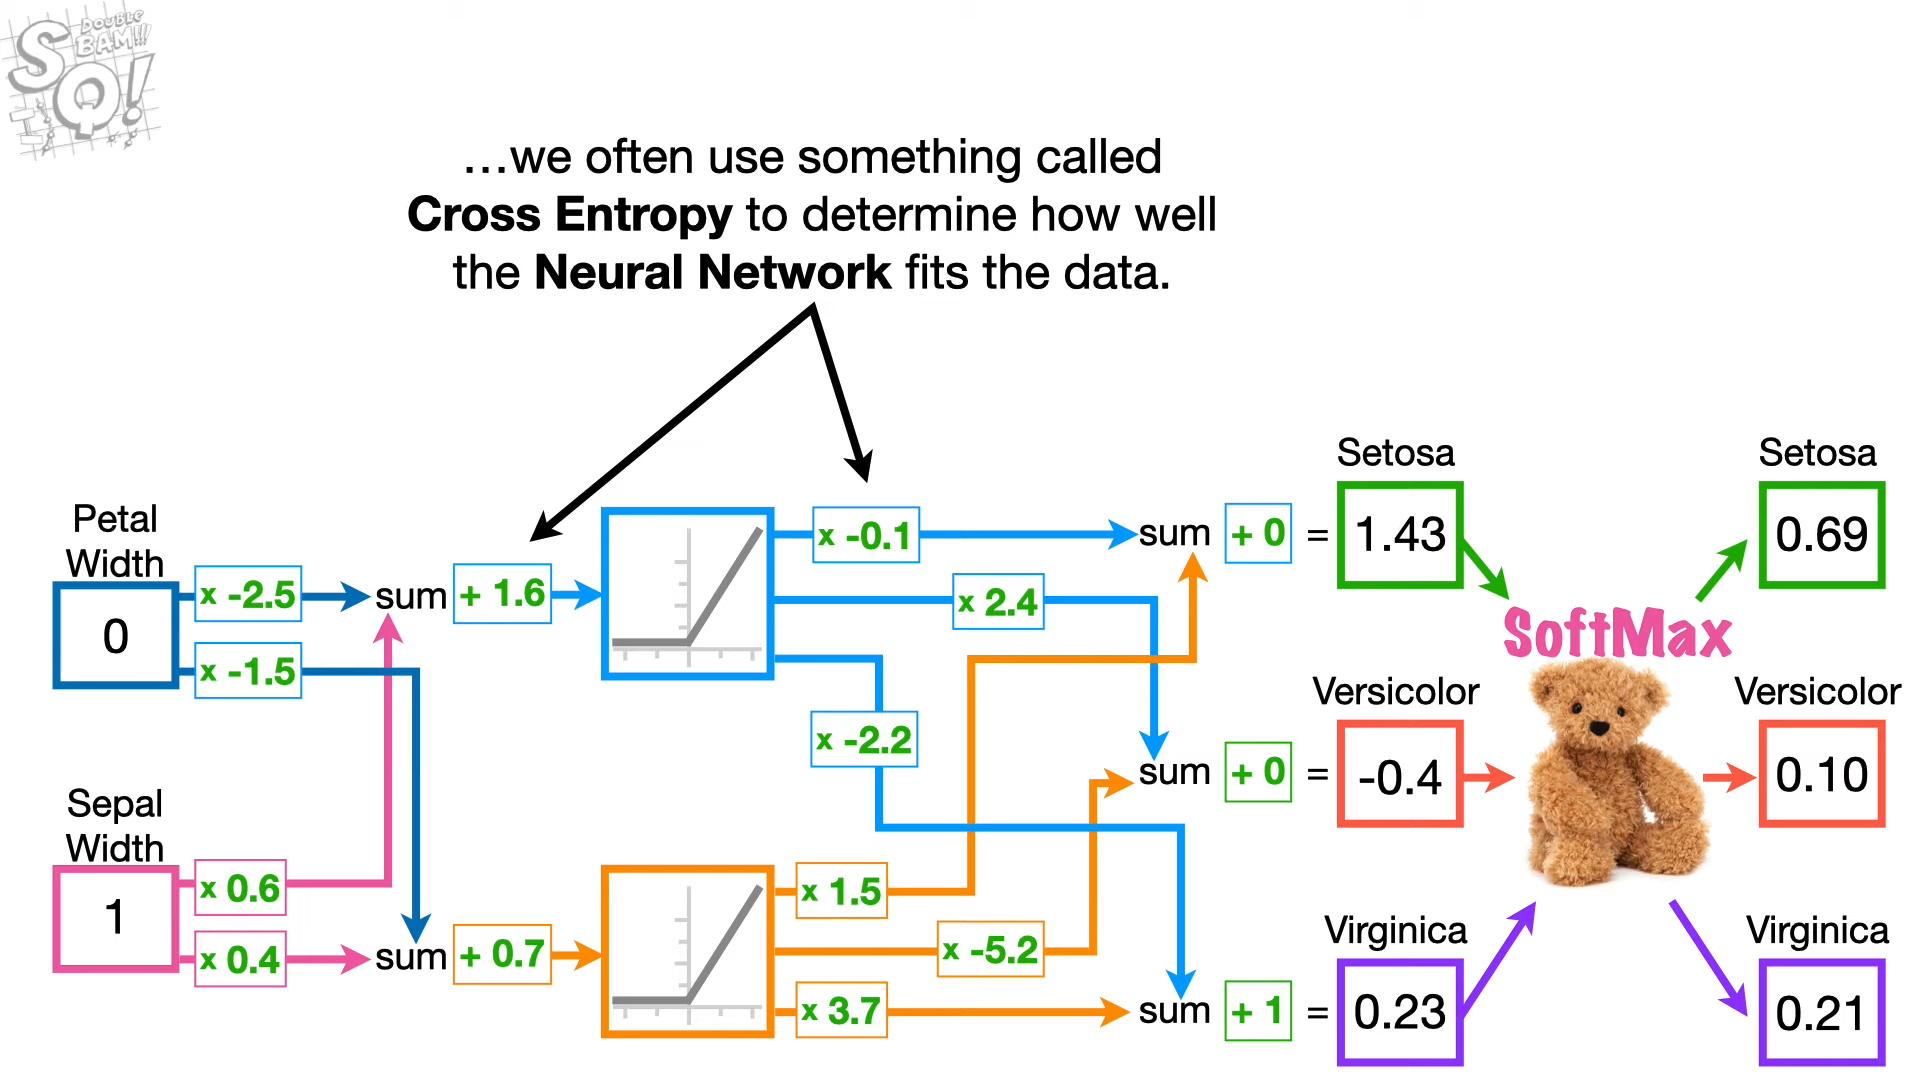 DOUBLE
BAM!!!
SQ!
…we often use something called
Cross Entropy to determine how well
the Neural Network fits the data.
Petal
Width
0
x -2.5
x -1.5
sum
+ 1.6
Sepal
Width
1
x 0.6
x 0.4
sum
+ 0.7
x -0.1
x 2.4
x -2.2
x 1.5
x -5.2
x 3.7
sum + 0 =
Setosa
1.43
sum + 0 =
Versicolor
-0.4
sum + 1 =
Virginica
0.23
SoftMax
Setosa
0.69
Versicolor
0.10
Virginica
0.21